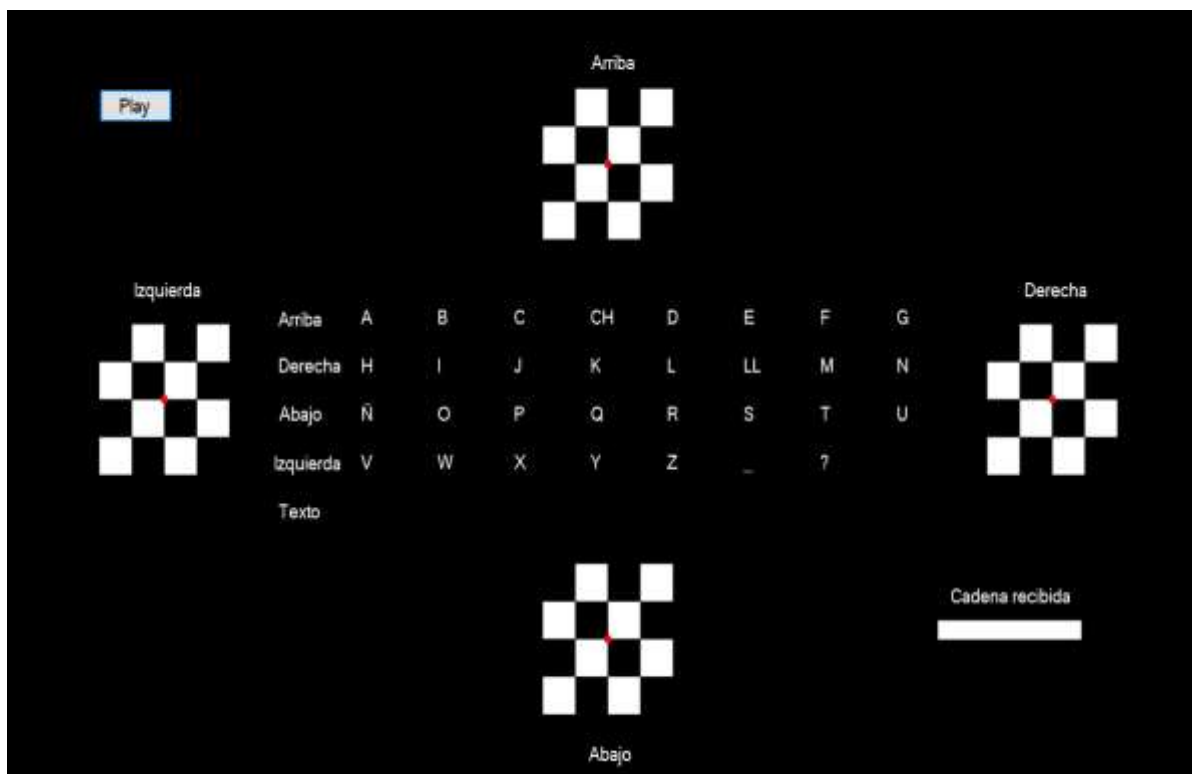 Arriba
Play
Izquierda
Derecha
Arriba A B C CH D E F G
Derecha H I J K L LL M N
Abajo Ñ O P Q R S T U
Izquierda V W X Y Z _ ?
Texto
Cadena recibida
Abajo